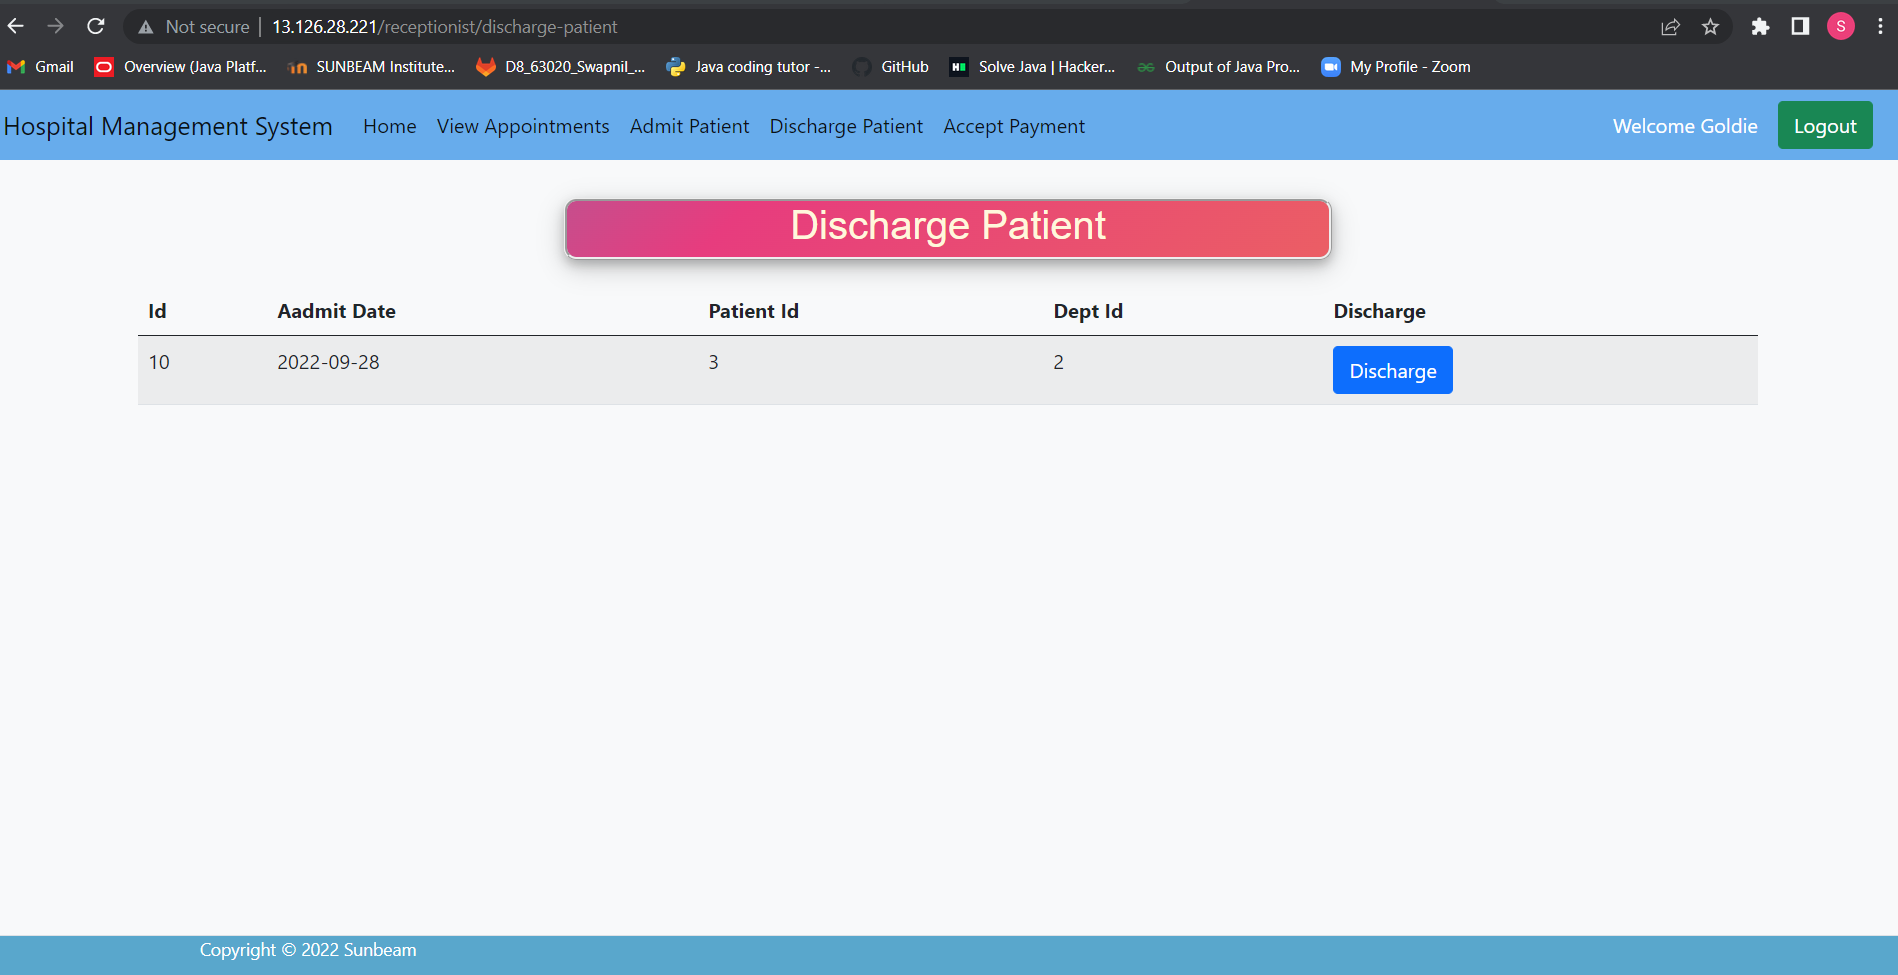 Not secure | 13.126.28.221/receptionist/discharge-patient S
Gmail Overview (Java Platf... SUNBEAM Institute... D8_63020_Swapnil_... Java coding tutor -... GitHub Solve Java | Hacker... Output of Java Pro... My Profile - Zoom
Hospital Management System Home View Appointments Admit Patient Discharge Patient Accept Payment Welcome Goldie Logout
Discharge Patient
Id Aadmit Date Patient Id Dept Id Discharge
10 2022-09-28 3 2 Discharge
Copyright © 2022 Sunbeam